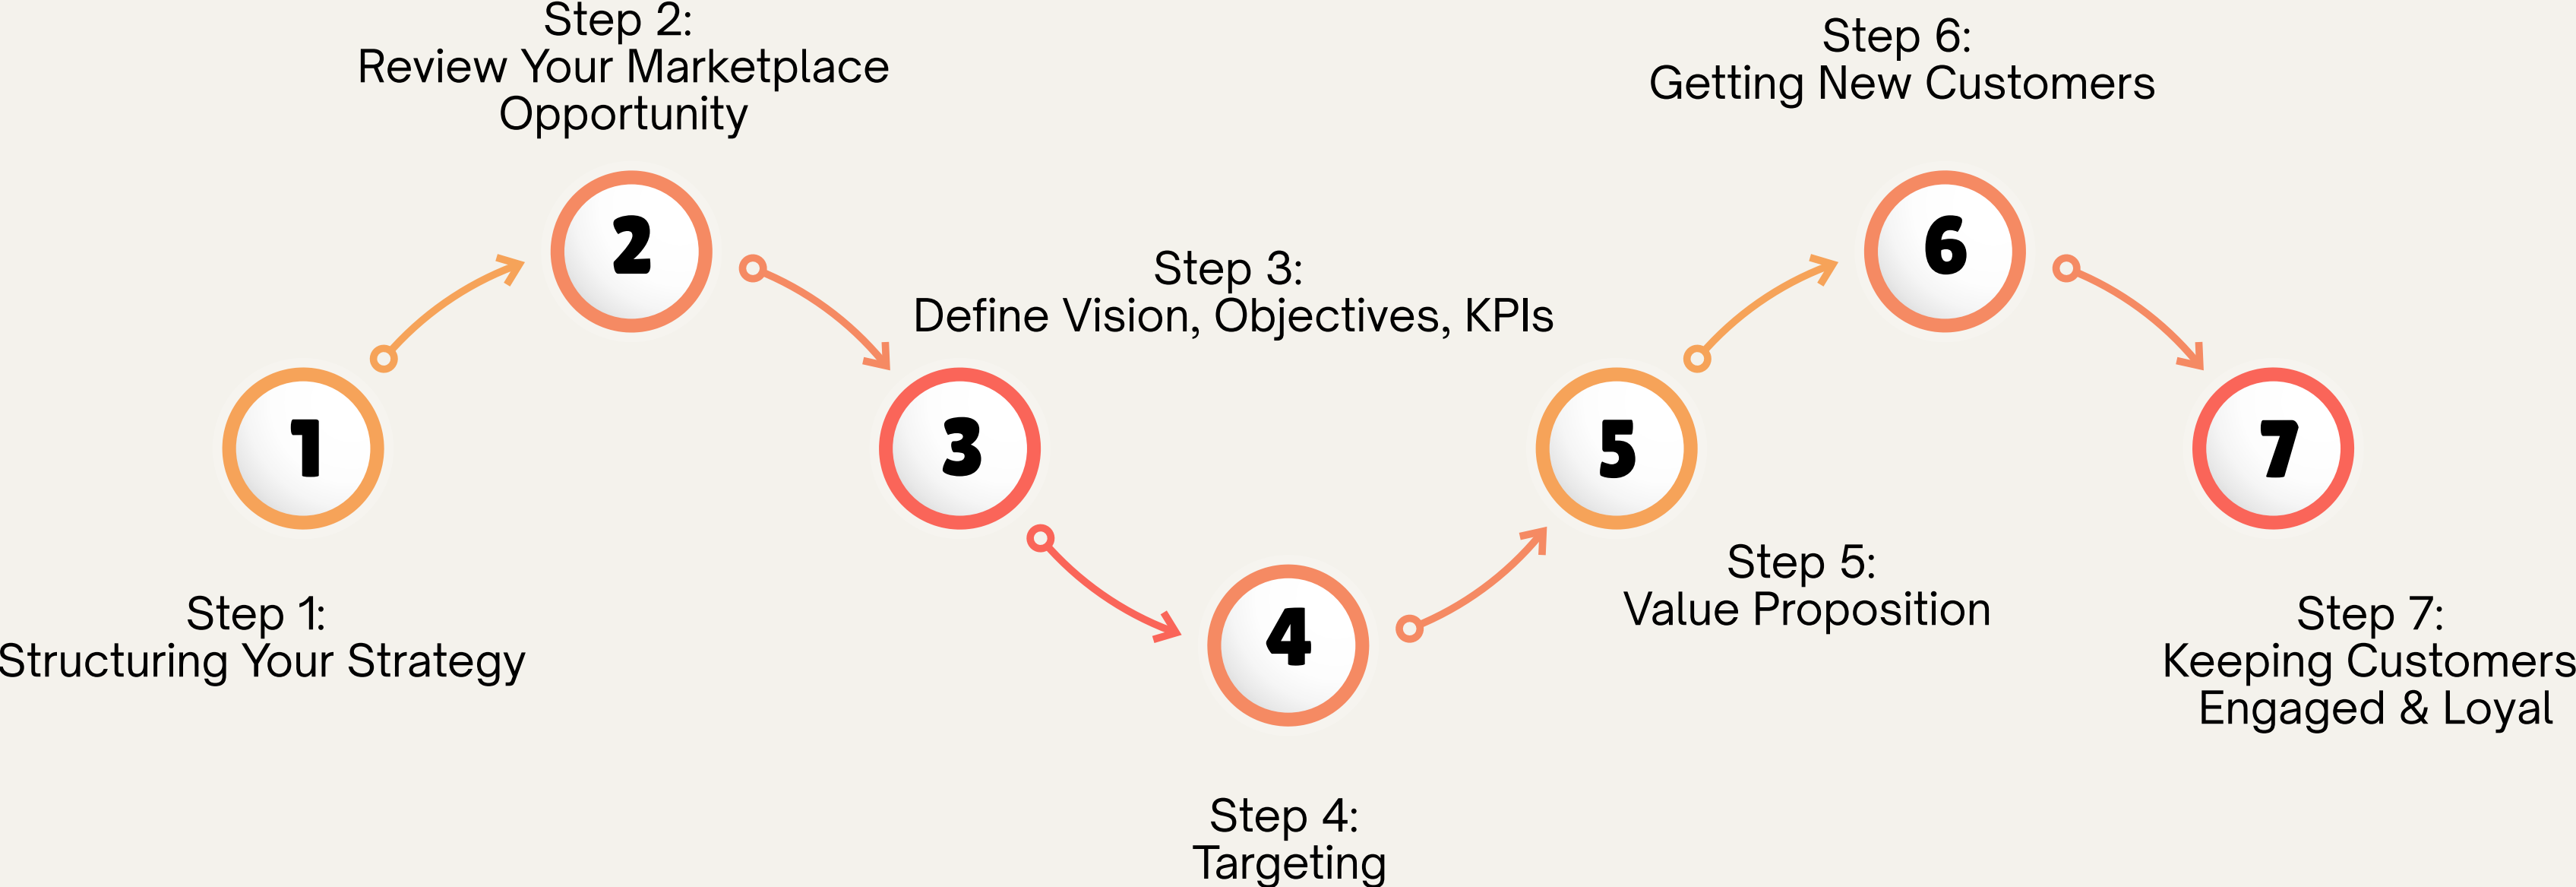 Step 1:
Structuring Your Strategy
1
Step 2:
Review Your Marketplace
Opportunity
2
Step 3:
Define Vision, Objectives, KPIs
3
4
Step 4:
Targeting
5
Step 5:
Value Proposition
Step 6:
Getting New Customers
6
7
Step 7:
Keeping Customers
Engaged & Loyal